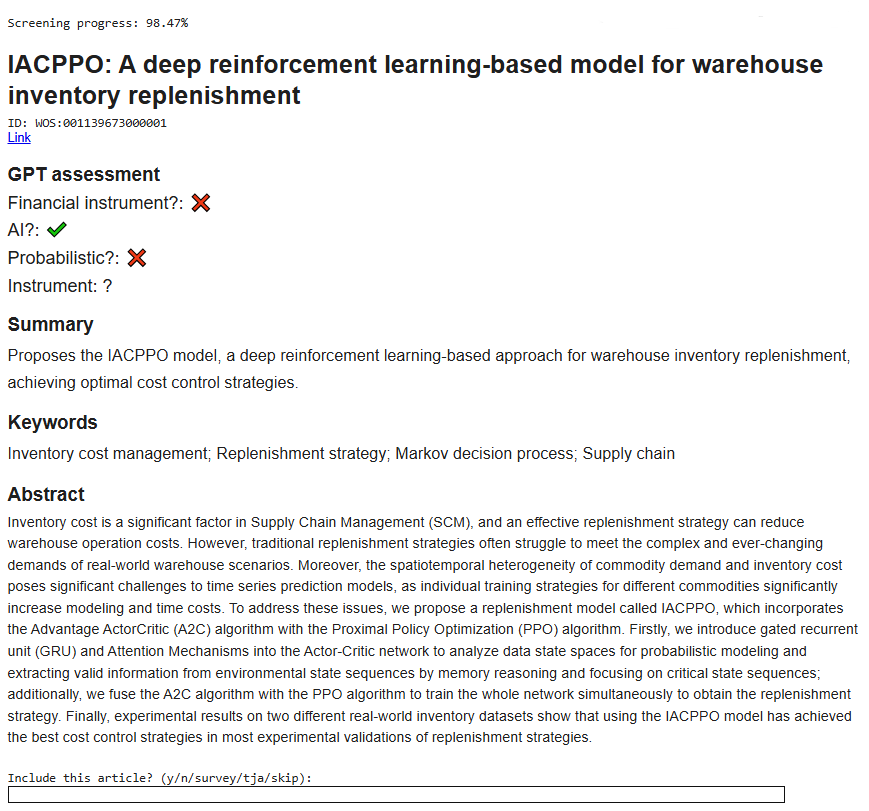 Screening progress: 98.47%
IACPPO: A deep reinforcement learning-based model for warehouse
inventory replenishment
ID: WOS:001139673000001
Link
GPT assessment
Financial instrument?: ❌
AI?: ✔
Probabilistic?: ❌
Instrument: ?
Summary
Proposes the IACPPO model, a deep reinforcement learning-based approach for warehouse inventory replenishment,
achieving optimal cost control strategies.
Keywords
Inventory cost management; Replenishment strategy; Markov decision process; Supply chain
Abstract
Inventory cost is a significant factor in Supply Chain Management (SCM), and an effective replenishment strategy can reduce
warehouse operation costs. However, traditional replenishment strategies often struggle to meet the complex and ever-changing
demands of real-world warehouse scenarios. Moreover, the spatiotemporal heterogeneity of commodity demand and inventory cost
poses significant challenges to time series prediction models, as individual training strategies for different commodities significantly
increase modeling and time costs. To address these issues, we propose a replenishment model called IACPPO, which incorporates
the Advantage ActorCritic (A2C) algorithm with the Proximal Policy Optimization (PPO) algorithm. Firstly, we introduce gated recurrent
unit (GRU) and Attention Mechanisms into the Actor-Critic network to analyze data state spaces for probabilistic modeling and
extracting valid information from environmental state sequences by memory reasoning and focusing on critical state sequences;
additionally, we fuse the A2C algorithm with the PPO algorithm to train the whole network simultaneously to obtain the replenishment
strategy. Finally, experimental results on two different real-world inventory datasets show that using the IACPPO model has achieved
the best cost control strategies in most experimental validations of replenishment strategies.
Include this article? (y/n/survey/tja/skip):